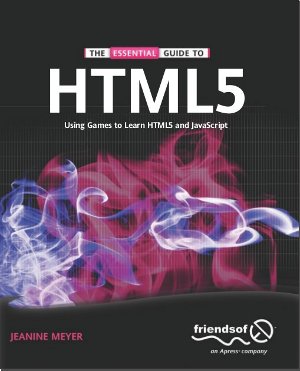 THE ESSENTIAL GUIDE TO
HTML5
Using Games to Learn HTML5 and JavaScript
JEANINE MEYER
friendsof
an Apress company